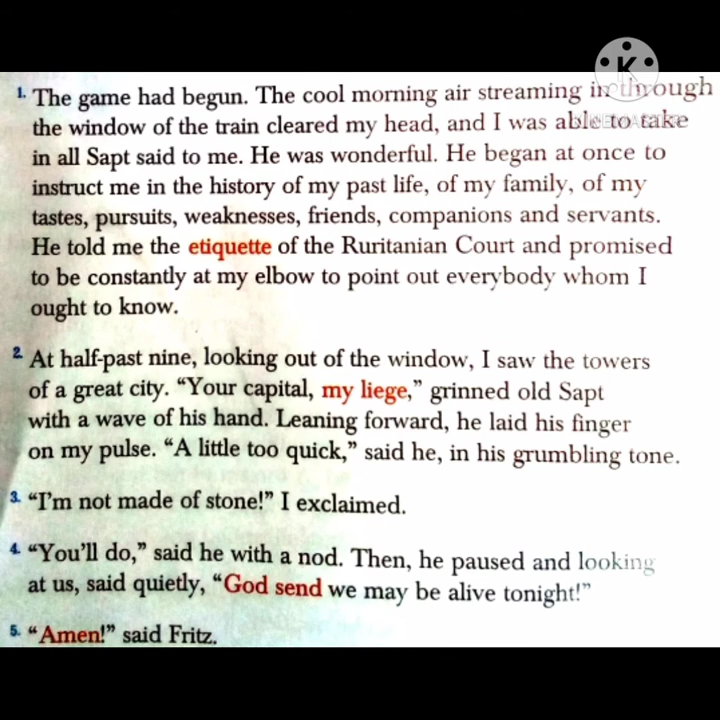 1. The game had begun. The cool morning air streaming in through
the window of the train cleared my head, and I was able to take
in all Sapt said to me. He was wonderful. He began at once to
instruct me in the history of my past life, of my family, of my
tastes, pursuits, weaknesses, friends, companions and servants.
He told me the etiquette of the Ruritanian Court and promised
to be constantly at my elbow to point out everybody whom I
ought to know.
2. At half-past nine, looking out of the window, I saw the towers
of a great city. “Your capital, my liege,” grinned old Sapt
with a wave of his hand. Leaning forward, he laid his finger
on my pulse. “A little too quick,” said he, in his grumbling tone.
3. “I’m not made of stone!” I exclaimed.
4. “You’ll do,” said he with a nod. Then, he paused and looking
at us, said quietly, “God send we may be alive tonight!”
5. “Amen!” said Fritz.